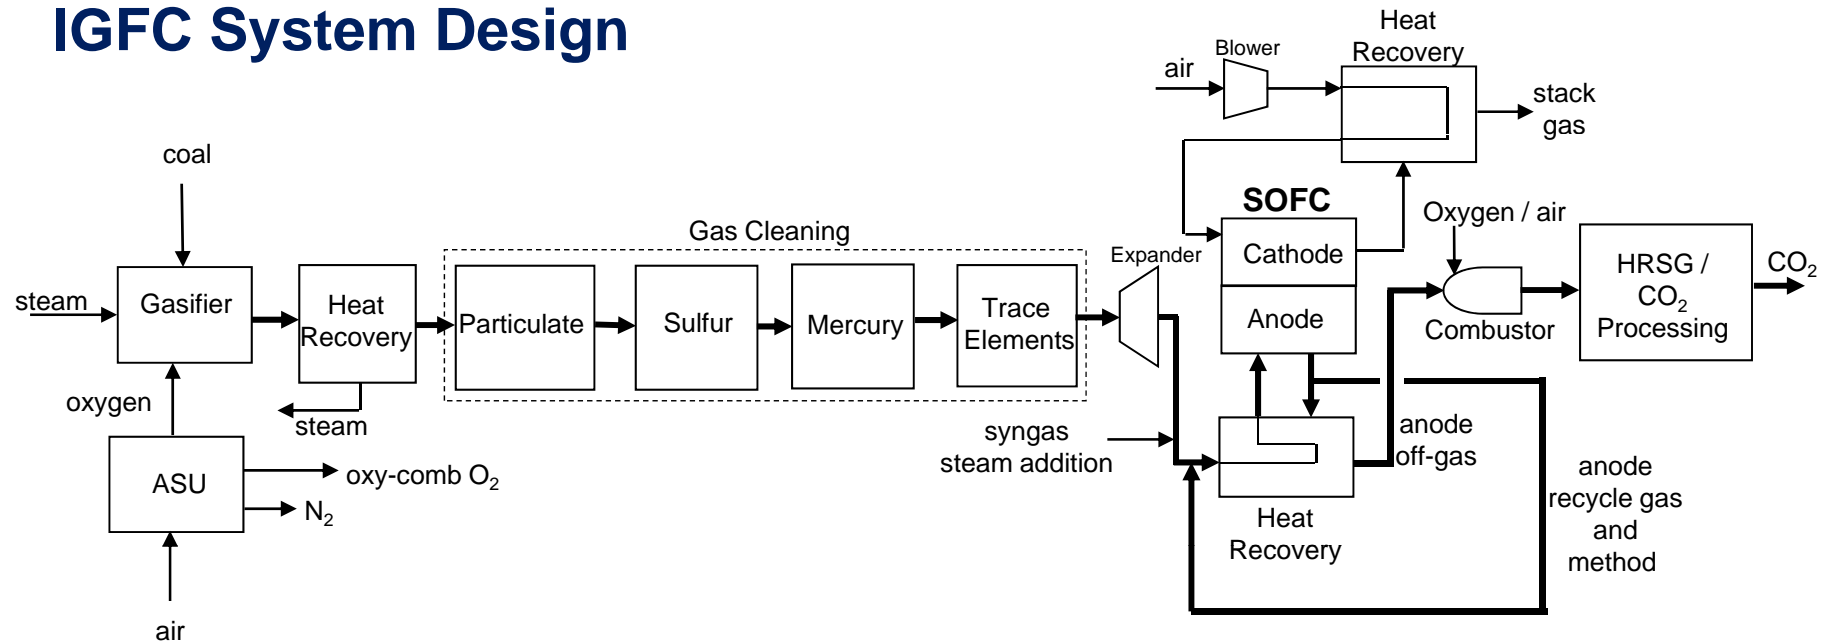 IGFC System Design
Heat
Recovery
Blower
air
stack
gas
coal
SOFC
Gas Cleaning
Oxygen / air
Expander
Cathode
steam
Gasifier
Heat
Recovery
Particulate
Sulfur
Mercury
Trace
Elements
Anode
Combustor
HRSG /
CO2
Processing
CO2
oxygen
steam
syngas
steam addition
anode
off-gas
anode
recycle gas
and
method
ASU
oxy-comb O2
N2
Heat
Recovery
air